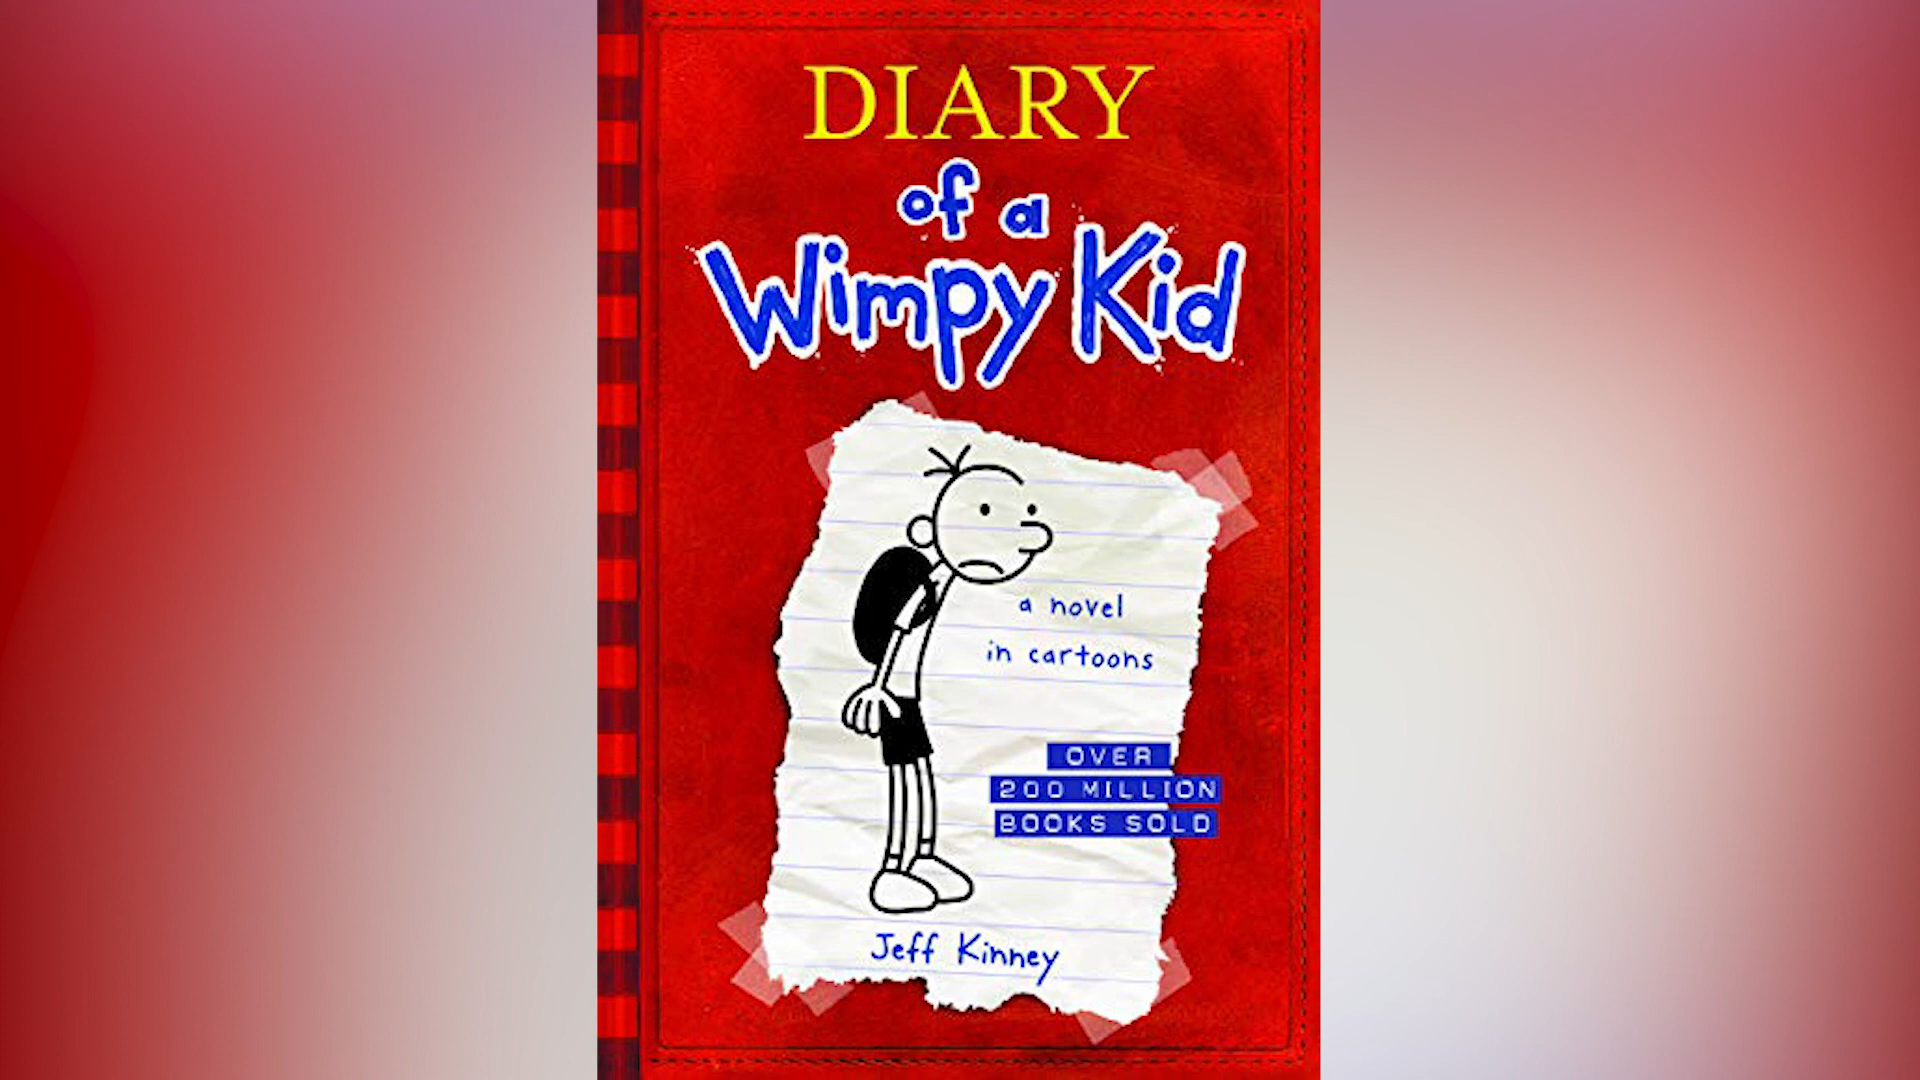 DIARY
of a
Wimpy Kid
a novel
in cartoons
OVER
200 MILLION
BOOKS SOLD
Jeff Kinney